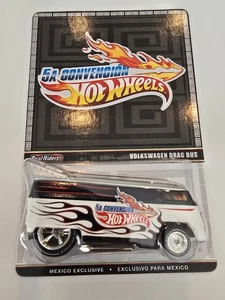 5A CONVENCIÓN
HOT WHEELS
Real Riders
VOLKSWAGEN DRAG BUS
5A CONVENCIÓN
HOT WHEELS
MEXICO EXCLUSIVE • EXCLUSIVO PARA MEXICO